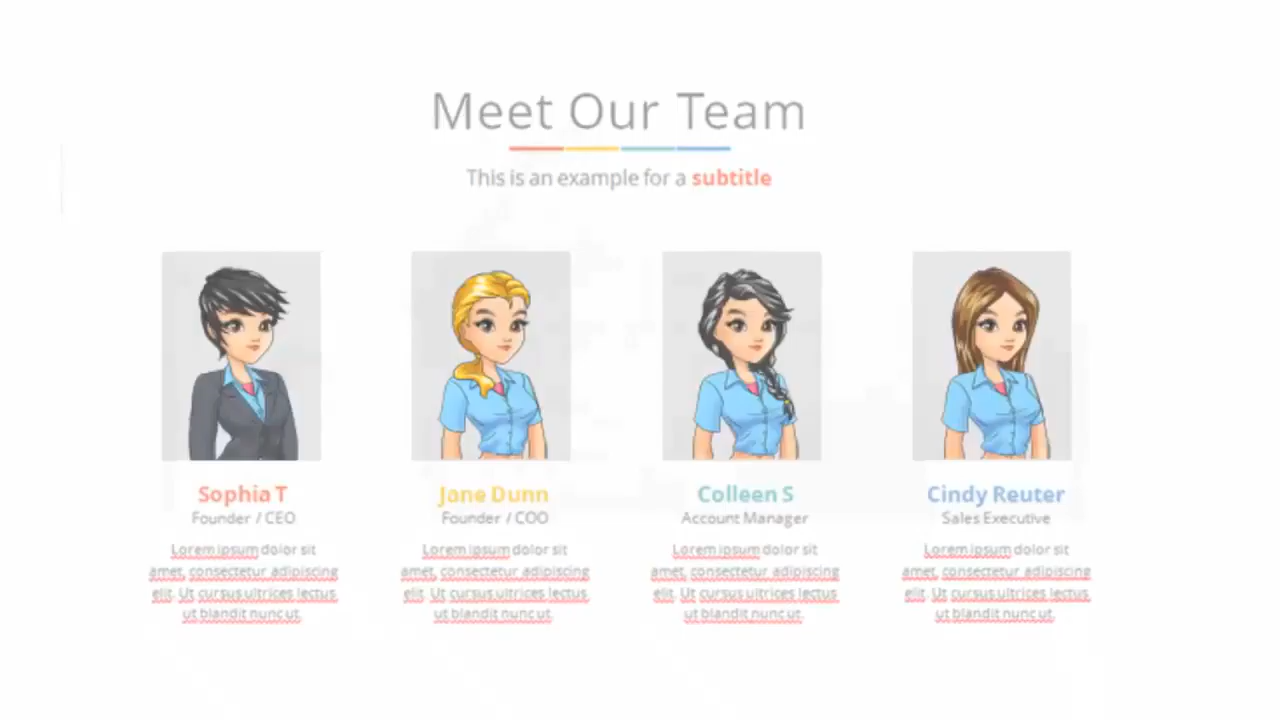 Meet Our Team
This is an example for a subtitle
Sophia T
Founder / CEO
Lorem ipsum dolor sit
amet, consectetur adipiscing
elit. Ut cursus ultrices lectus,
ut blandit nunc ut.
Jane Dunn
Founder / COO
Lorem ipsum dolor sit
amet, consectetur adipiscing
elit. Ut cursus ultrices lectus,
ut blandit nunc ut.
Colleen S
Account Manager
Lorem ipsum dolor sit
amet, consectetur adipiscing
elit. Ut cursus ultrices lectus,
ut blandit nunc ut.
Cindy Reuter
Sales Executive
Lorem ipsum dolor sit
amet, consectetur adipiscing
elit. Ut cursus ultrices lectus,
ut blandit nunc ut.